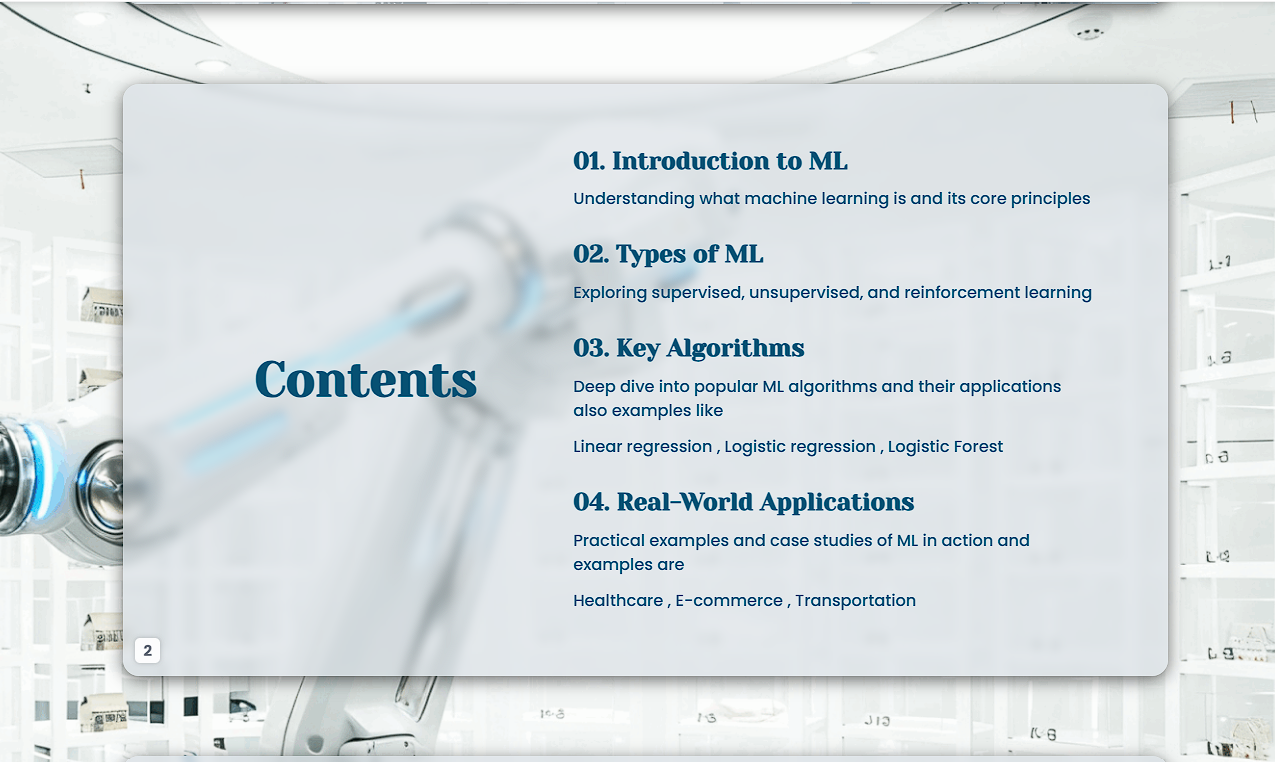 Contents
01. Introduction to ML
Understanding what machine learning is and its core principles
02. Types of ML
Exploring supervised, unsupervised, and reinforcement learning
03. Key Algorithms
Deep dive into popular ML algorithms and their applications
also examples like
Linear regression , Logistic regression , Logistic Forest
04. Real-World Applications
Practical examples and case studies of ML in action and
examples are
Healthcare , E-commerce , Transportation
2